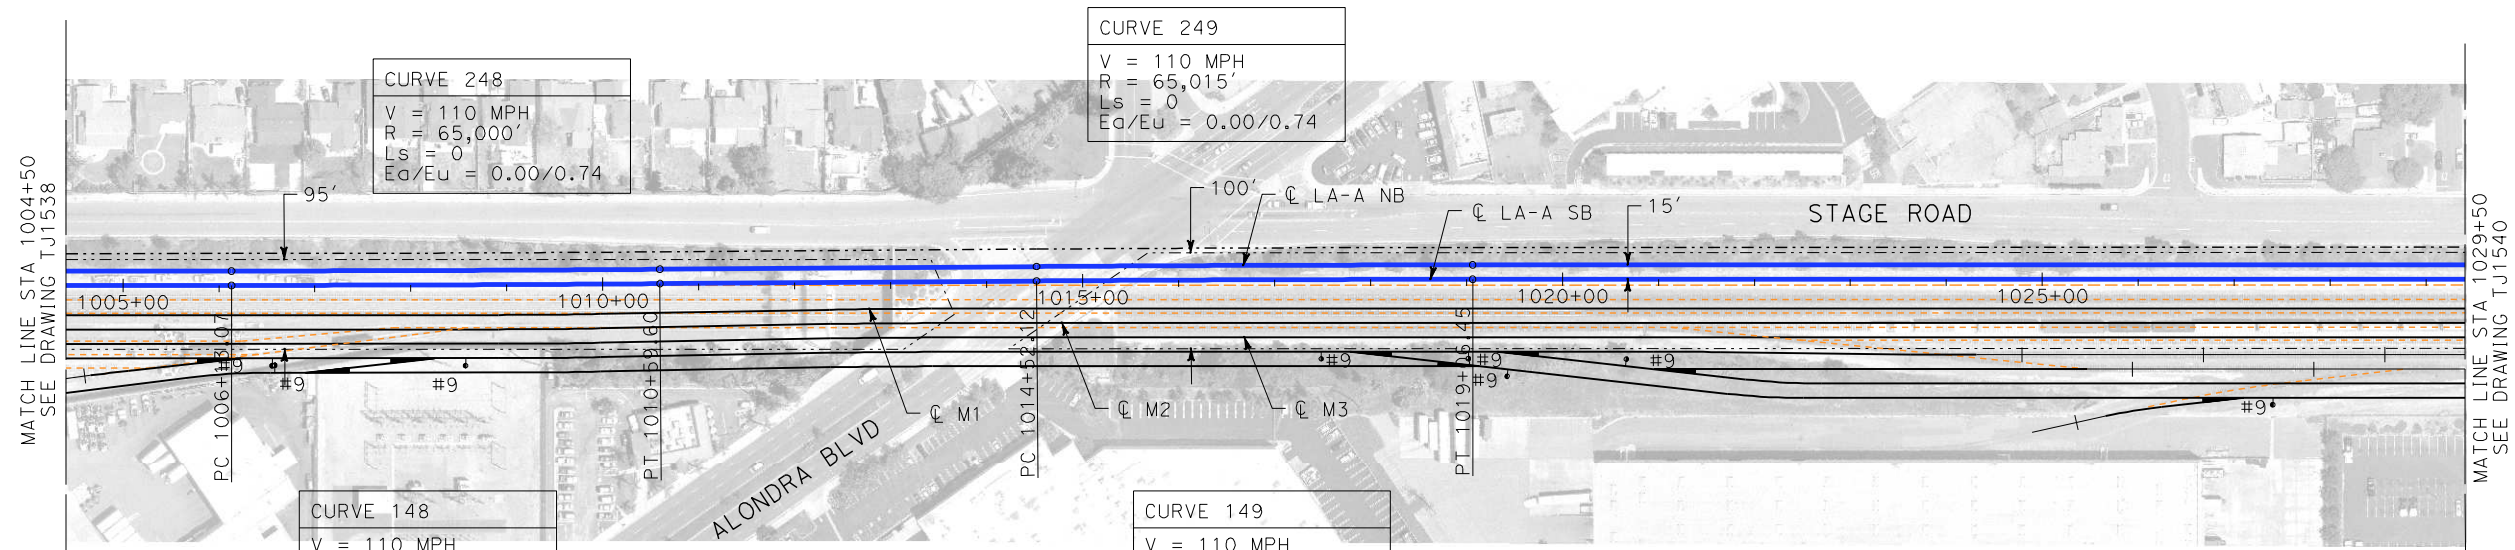 CURVE 249
V = 110 MPH
R = 65,015'
Ls = 0
Ea/Eu = 0.00/0.74
CURVE 248
V = 110 MPH
R = 65,000'
Ls = 0
Ea/Eu = 0.00/0.74
MATCH LINE STA 1004+50
SEE DRAWING TJ1538
95'
100'
℄ LA-A NB
℄ LA-A SB
15'
STAGE ROAD
MATCH LINE STA 1029+50
SEE DRAWING TJ1540
1005+00
1010+00
1015+00
1020+00
1025+00
PC 1006+13.07
PT 1010+59.60
PC 1014+52.12
PT 1019+06.45
#9
#9
#9
#9
#9
#9
#9
#9
℄ M1
℄ M2
℄ M3
ALONDRA BLVD
CURVE 148
V = 110 MPH
CURVE 149
V = 110 MPH